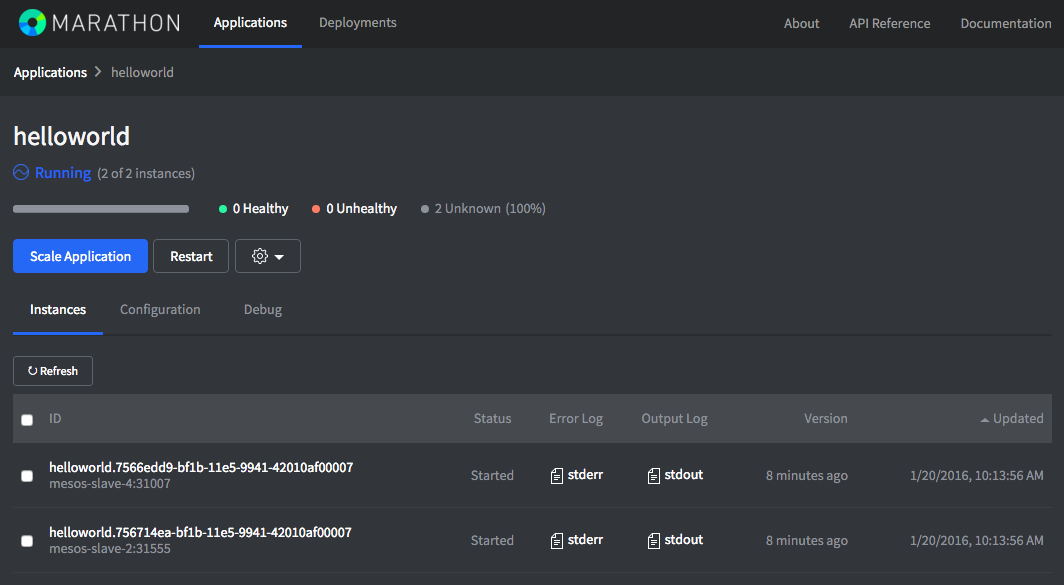 MARATHON Applications Deployments About API Reference Documentation
Applications helloworld
helloworld
Running (2 of 2 instances)
0 Healthy 0 Unhealthy 2 Unknown (100%)
Scale Application Restart
Instances Configuration Debug
Refresh
ID Status Error Log Output Log Version Updated
helloworld.7566edd9-bf1b-11e5-9941-42010af00007
mesos-slave-4:31007
Started stderr stdout 8 minutes ago 1/20/2016, 10:13:56 AM
helloworld.756714ea-bf1b-11e5-9941-42010af00007
mesos-slave-2:31555
Started stderr stdout 8 minutes ago 1/20/2016, 10:13:56 AM